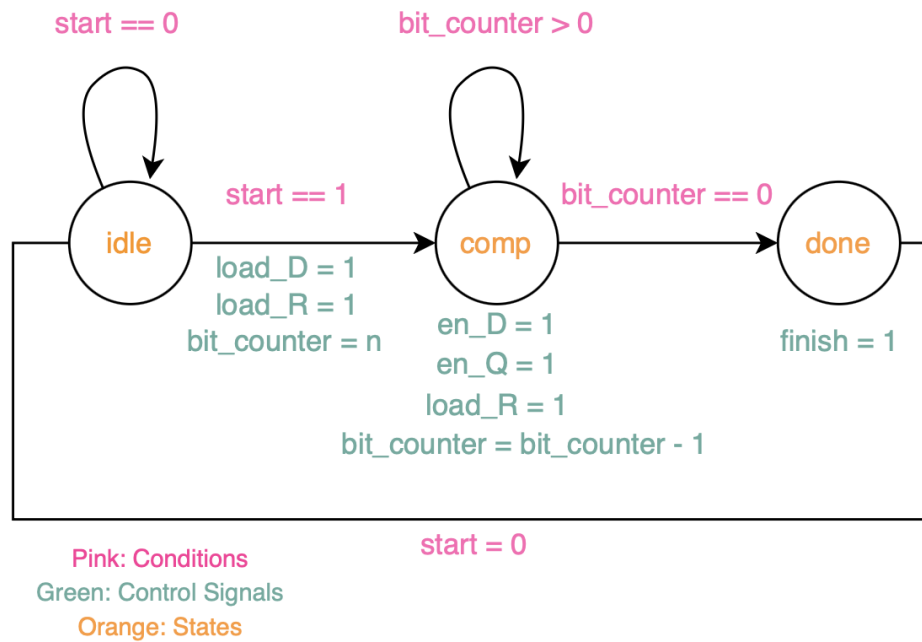 start == 0
bit_counter > 0
start == 1
bit_counter == 0
idle
comp
done
load_D = 1
load_R = 1
bit_counter = n
en_D = 1
en_Q = 1
load_R = 1
bit_counter = bit_counter - 1
finish = 1
start = 0
Pink: Conditions
Green: Control Signals
Orange: States